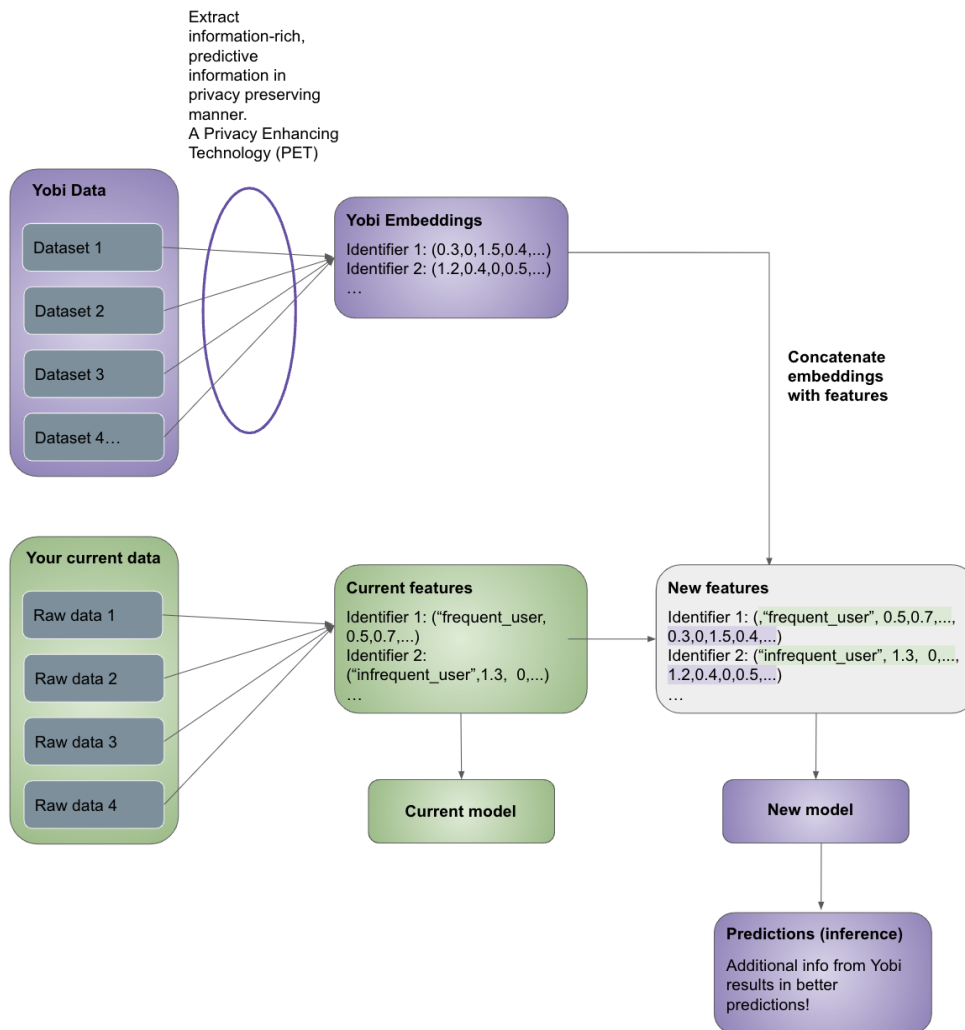 Extract
information-rich,
predictive
information in
privacy preserving
manner.
A Privacy Enhancing
Technology (PET)
Yobi Data
Dataset 1
Dataset 2
Dataset 3
Dataset 4…
Yobi Embeddings
Identifier 1: (0.3,0,1.5,0.4,...)
Identifier 2: (1.2,0.4,0,0.5,...)
…
Concatenate
embeddings
with features
Your current data
Raw data 1
Raw data 2
Raw data 3
Raw data 4
Current features
Identifier 1: (“frequent_user,
0.5,0.7,...)
Identifier 2:
(“infrequent_user”,1.3,  0,...)
…
Current model
New features
Identifier 1: (,“frequent_user”, 0.5,0.7,...,
0.3,0,1.5,0.4,...)
Identifier 2: (“infrequent_user”, 1.3,  0,...,
1.2,0.4,0,0.5,...)
…
New model
Predictions (inference)
Additional info from Yobi
results in better
predictions!